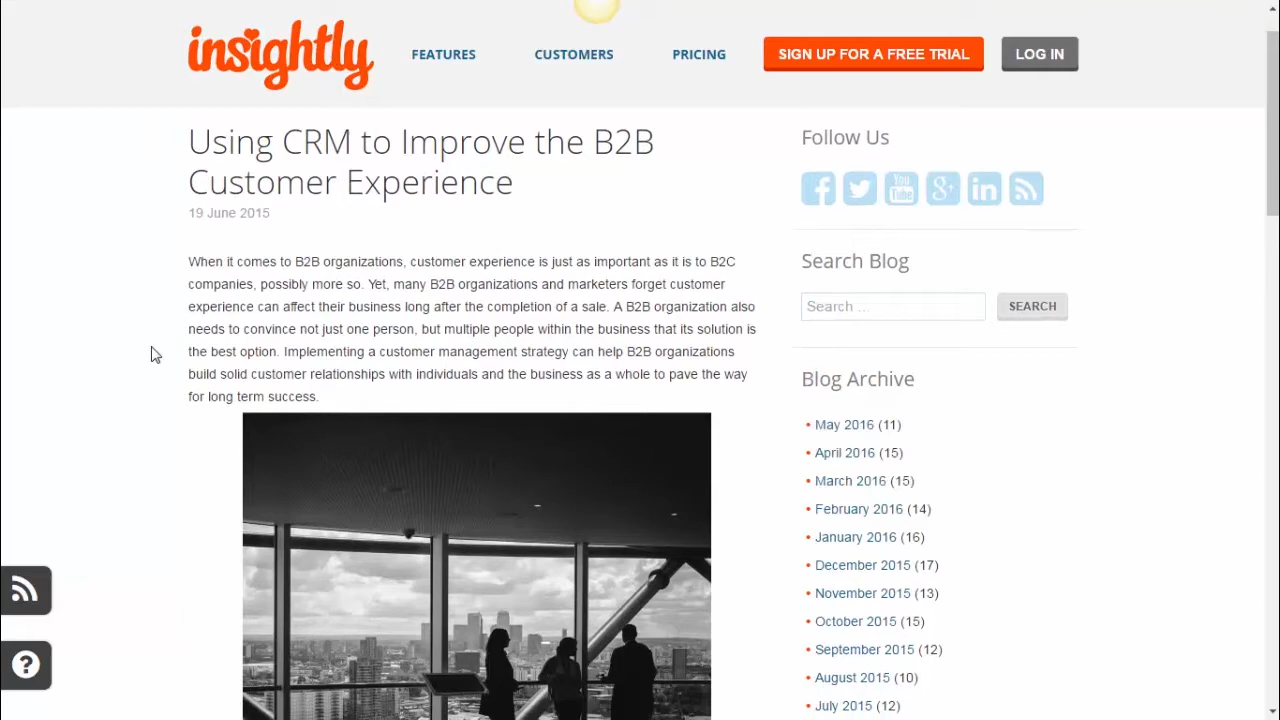 insightly
FEATURES
CUSTOMERS
PRICING
SIGN UP FOR A FREE TRIAL
LOG IN
Using CRM to Improve the B2B
Customer Experience
19 June 2015
When it comes to B2B organizations, customer experience is just as important as it is to B2C
companies, possibly more so. Yet, many B2B organizations and marketers forget customer
experience can affect their business long after the completion of a sale. A B2B organization also
needs to convince not just one person, but multiple people within the business that its solution is
the best option. Implementing a customer management strategy can help B2B organizations
build solid customer relationships with individuals and the business as a whole to pave the way
for long term success.
Follow Us
You
Tube
g+
in
Search Blog
Search ...
SEARCH
Blog Archive
May 2016 (11)
April 2016 (15)
March 2016 (15)
February 2016 (14)
January 2016 (16)
December 2015 (17)
November 2015 (13)
October 2015 (15)
September 2015 (12)
August 2015 (10)
July 2015 (12)